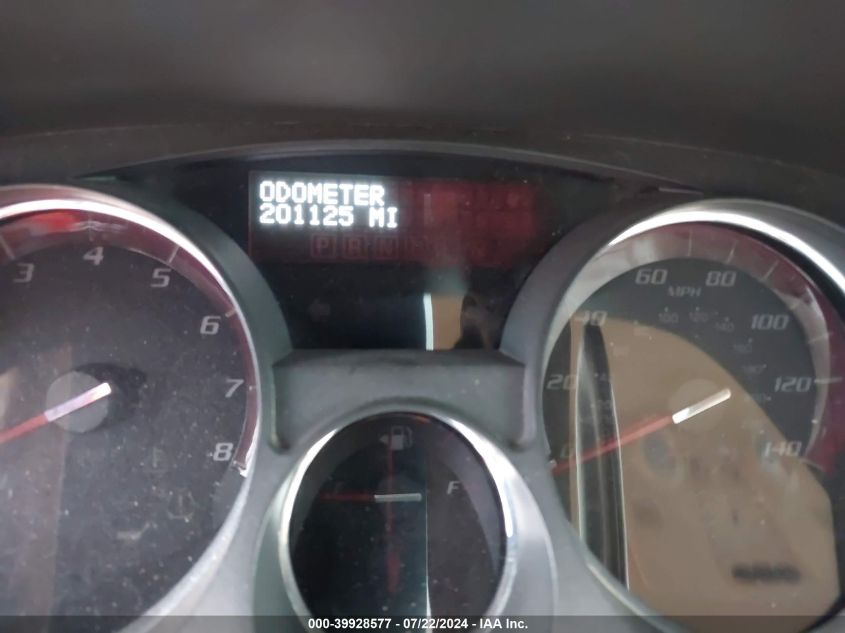 ODOMETER
201125 MI
P R N
3 4 5 6 7 8
0 20 40 60 80 100 120 140
MPH
F
000-39928577 - 07/22/2024 - IAA Inc.